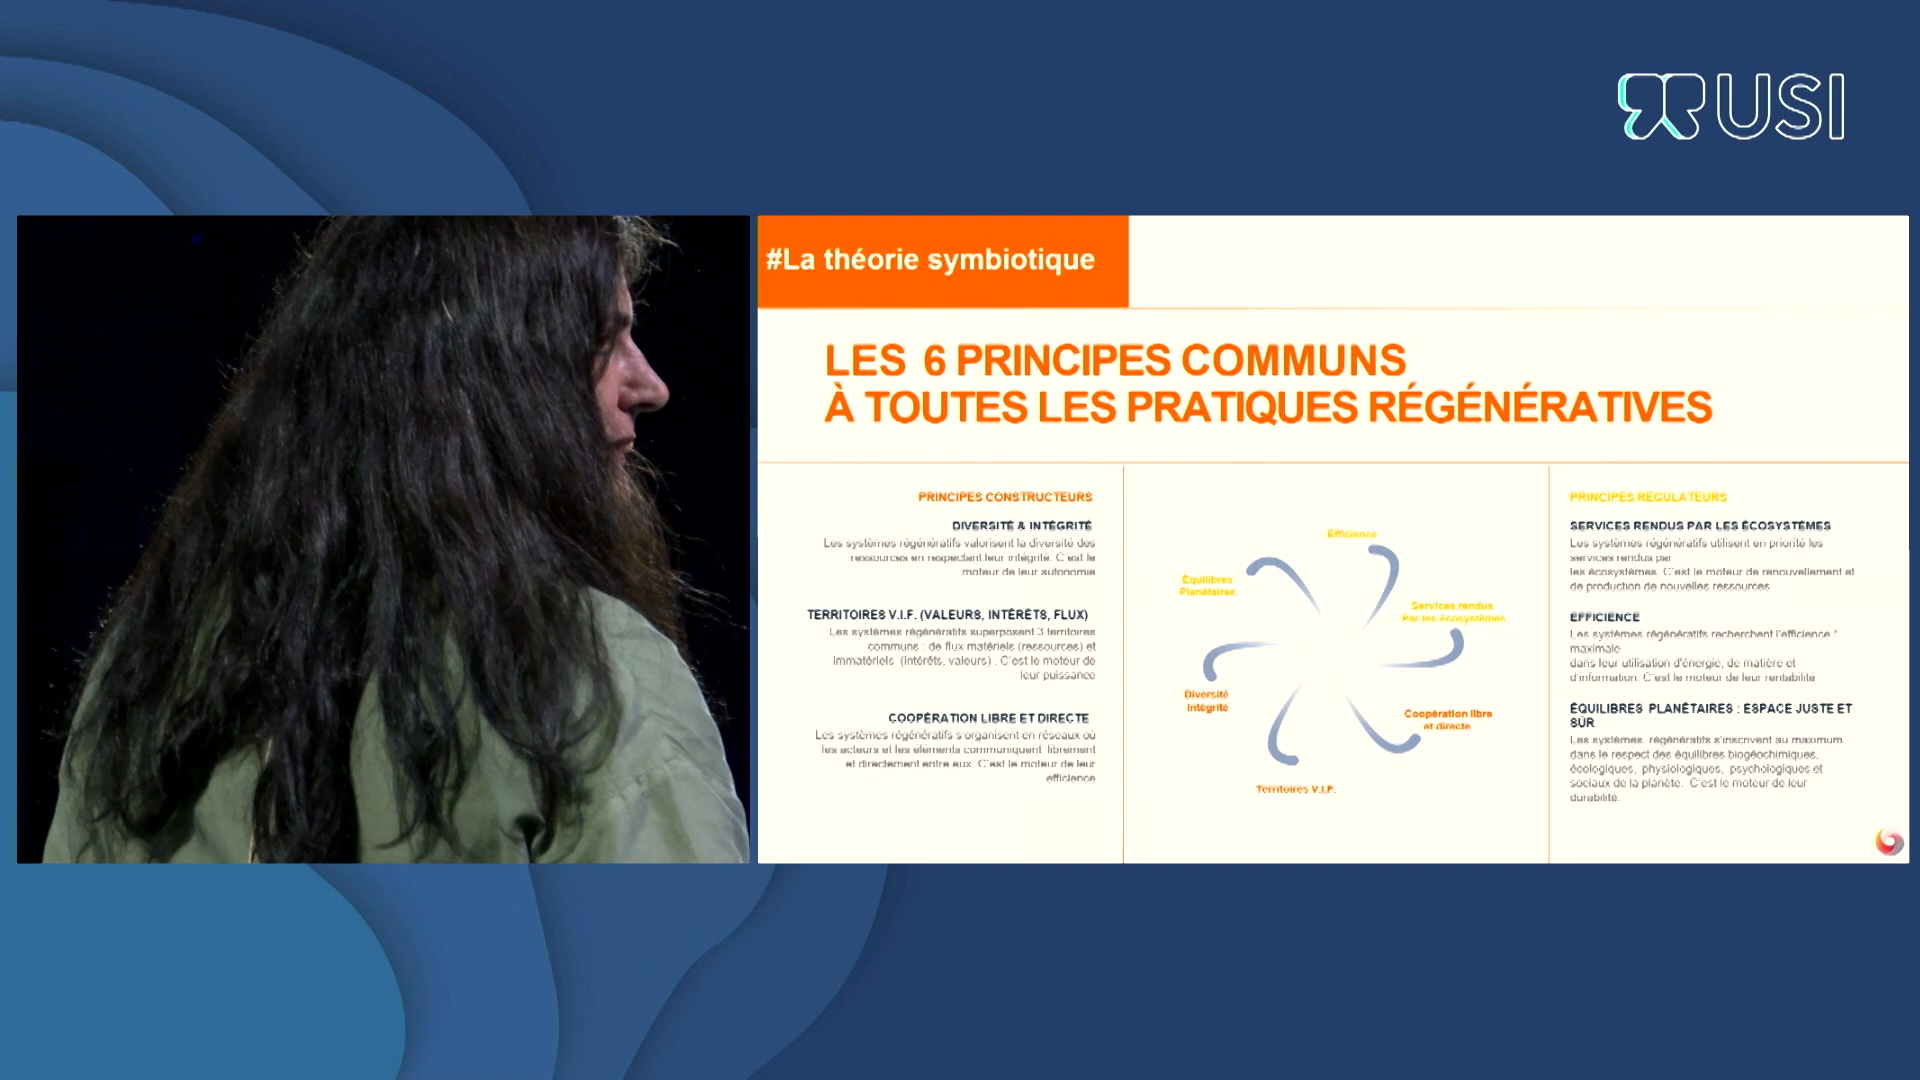 USI
#La théorie symbiotique
LES 6 PRINCIPES COMMUNS
À TOUTES LES PRATIQUES RÉGÉNÉRATIVES
PRINCIPES CONSTRUCTEURS
DIVERSITÉ & INTÉGRITÉ
Les systèmes régénératifs valorisent la diversité des
ressources en respectant leur intégrité. C'est le
moteur de leur autonomie
TERRITOIRES V.I.F. (VALEURS, INTÉRÊTS, FLUX)
Les systèmes régénératifs superposent 3 territoires
communs : de flux matériels (ressources) et
immatériels (intérêts, valeurs) . C'est le moteur de
leur puissance
COOPÉRATION LIBRE ET DIRECTE
Les systèmes régénératifs s'organisent en réseaux où
les acteurs et les éléments communiquent librement
et directement entre eux. C'est le moteur de leur
efficience
Efficience
Équilibres
Planétaires
Services rendus
Par les écosystèmes
Diversité
Intégrité
Coopération libre
et directe
Territoires V.I.F.
PRINCIPES REGULATEURS
SERVICES RENDUS PAR LES ÉCOSYSTÈMES
Les systèmes régénératifs utilisent en priorité les
services rendus par
les écosystèmes. C'est le moteur de renouvellement et
de production de nouvelles ressources
EFFICIENCE
Les systèmes régénératifs recherchent l'efficience *
maximale
dans leur utilisation d'énergie, de matière et
d'information. C'est le moteur de leur rentabilité
ÉQUILIBRES PLANÉTAIRES : ESPACE JUSTE ET
SÛR
Les systèmes régénératifs s'inscrivent au maximum
dans le respect des équilibres biogéochimiques,
écologiques, physiologiques, psychologiques et
sociaux de la planète. C'est le moteur de leur
durabilité.